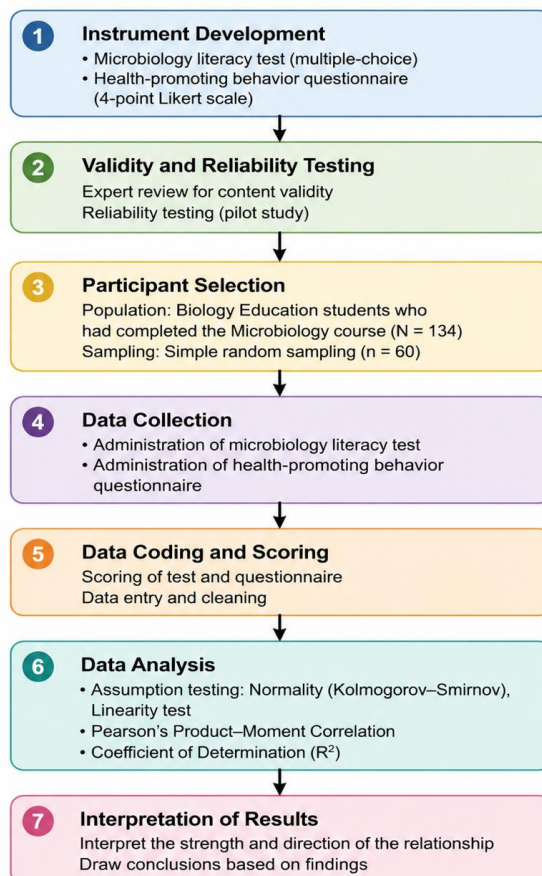 1 Instrument Development
• Microbiology literacy test (multiple-choice)
• Health-promoting behavior questionnaire
(4-point Likert scale)
2 Validity and Reliability Testing
Expert review for content validity
Reliability testing (pilot study)
3 Participant Selection
Population: Biology Education students who
had completed the Microbiology course (N = 134)
Sampling: Simple random sampling (n = 60)
4 Data Collection
• Administration of microbiology literacy test
• Administration of health-promoting behavior
questionnaire
5 Data Coding and Scoring
Scoring of test and questionnaire
Data entry and cleaning
6 Data Analysis
• Assumption testing: Normality (Kolmogorov–Smirnov),
Linearity test
• Pearson's Product–Moment Correlation
• Coefficient of Determination (R²)
7 Interpretation of Results
Interpret the strength and direction of the relationship
Draw conclusions based on findings